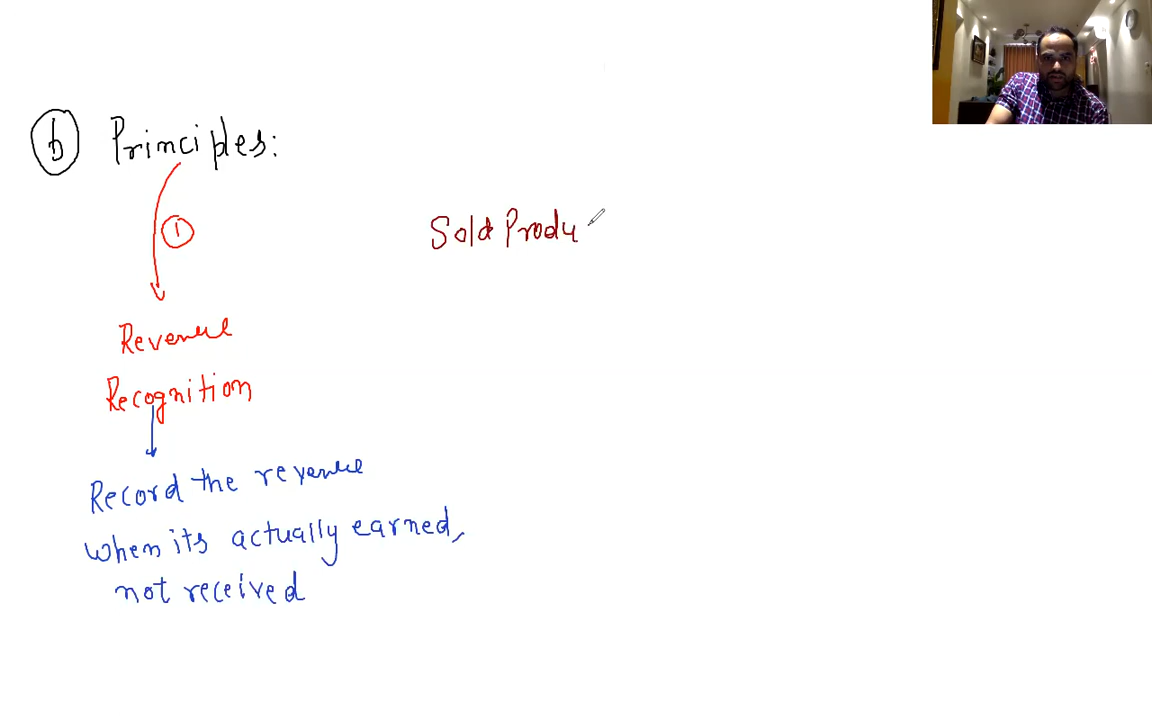 b Principles:
1
Sold Produ
Revenue
Recognition
Record the revenue
when its actually earned,
not received